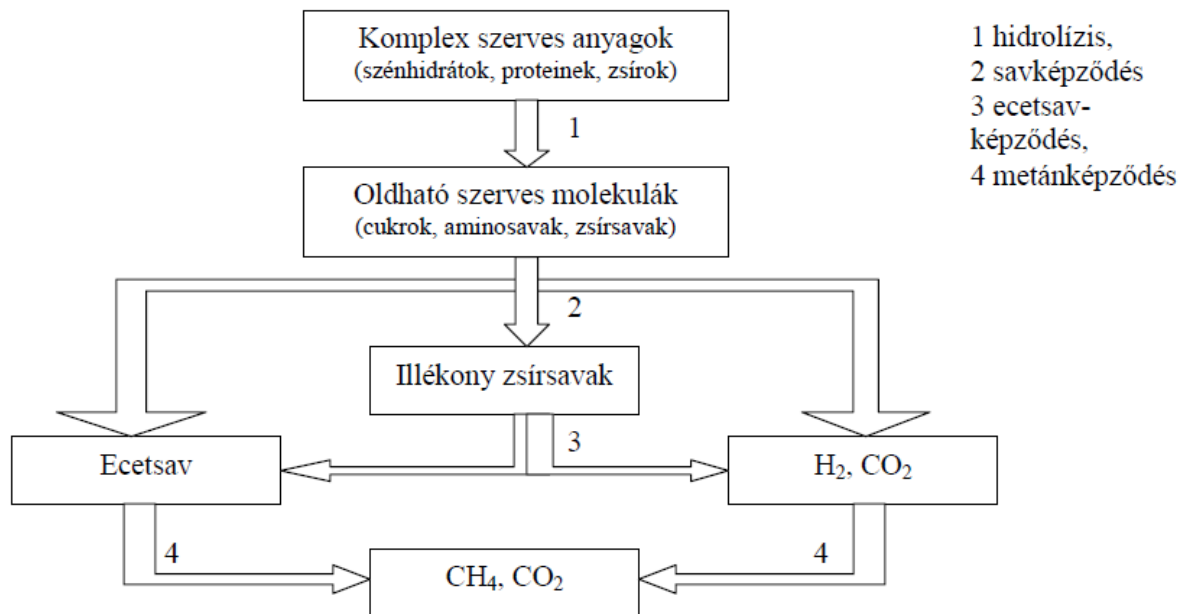 Komplex szerves anyagok
(szénhidrátok, proteinek, zsírok)
1 hidrolízis,
2 savképződés
3 ecetsav-
képződés,
4 metánképződés
1
Oldható szerves molekulák
(cukrok, aminosavak, zsírsavak)
2
Illékony zsírsavak
3
Ecetsav
H₂, CO₂
4
4
CH₄, CO₂